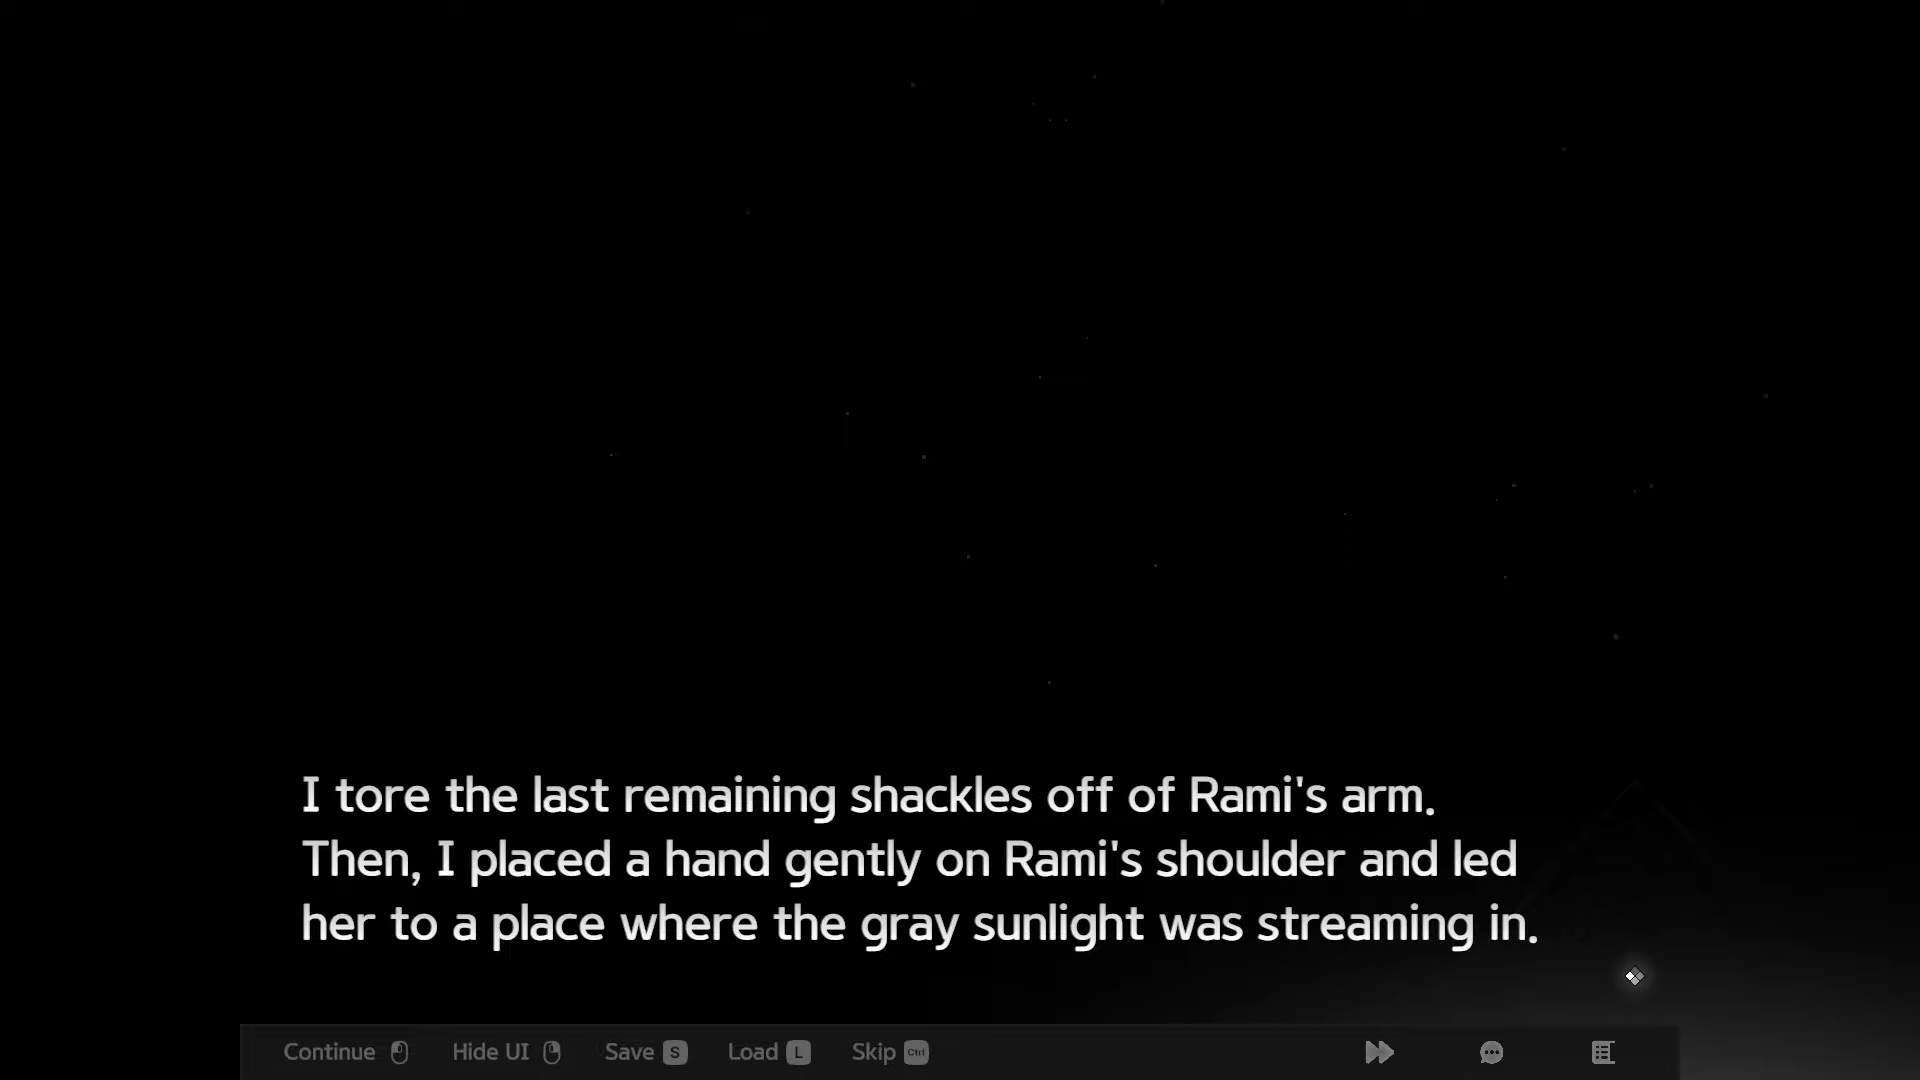 I tore the last remaining shackles off of Rami's arm.
Then, I placed a hand gently on Rami's shoulder and led
her to a place where the gray sunlight was streaming in.
Continue Hide UI Save S Load L Skip Ctrl